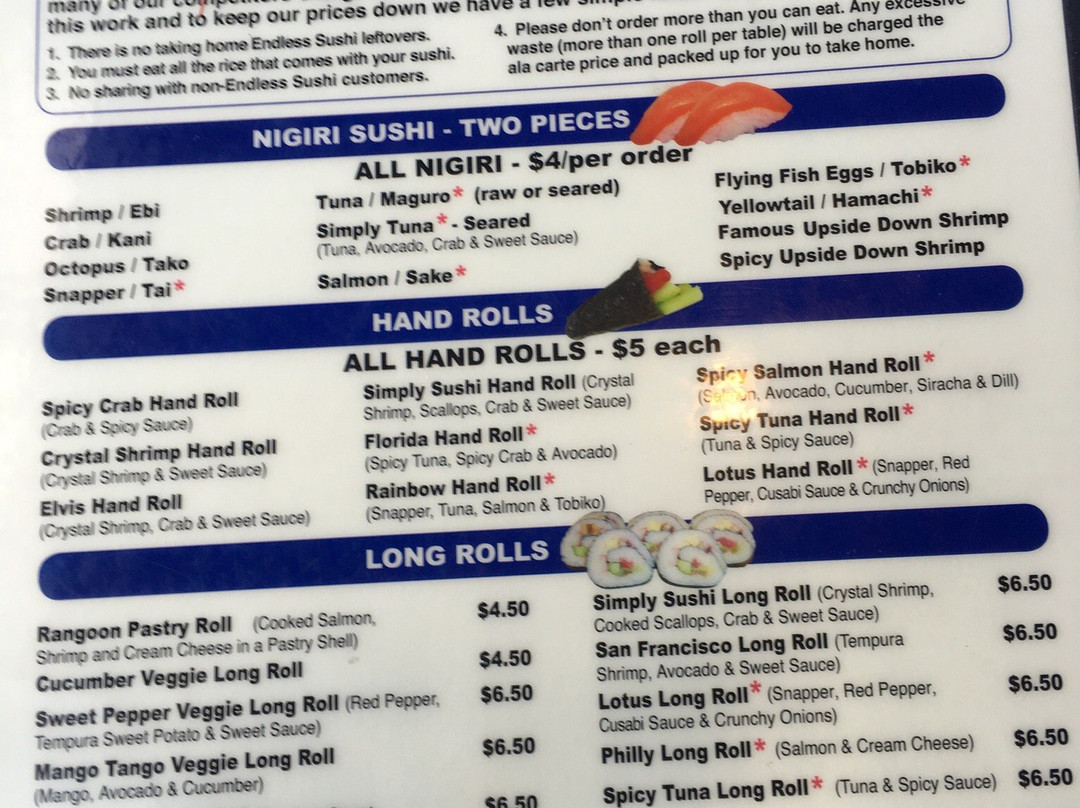 many of our
this work and to keep our prices down we have a few
1. There is no taking home Endless Sushi leftovers.
2. You must eat all the rice that comes with your sushi.
3. No sharing with non-Endless Sushi customers.
4. Please don't order more than you can eat. Any excessive
waste (more than one roll per table) will be charged the
ala carte price and packed up for you to take home.
NIGIRI SUSHI - TWO PIECES
ALL NIGIRI - $4/per order
Shrimp / Ebi
Crab / Kani
Octopus / Tako
Snapper / Tai*
Tuna / Maguro* (raw or seared)
Simply Tuna* - Seared
(Tuna, Avocado, Crab & Sweet Sauce)
Salmon / Sake*
Flying Fish Eggs / Tobiko*
Yellowtail / Hamachi*
Famous Upside Down Shrimp
Spicy Upside Down Shrimp
HAND ROLLS
ALL HAND ROLLS - $5 each
Spicy Crab Hand Roll
(Crab & Spicy Sauce)
Crystal Shrimp Hand Roll
(Crystal Shrimp & Sweet Sauce)
Elvis Hand Roll
(Crystal Shrimp, Crab & Sweet Sauce)
Simply Sushi Hand Roll (Crystal
Shrimp, Scallops, Crab & Sweet Sauce)
Florida Hand Roll*
(Spicy Tuna, Spicy Crab & Avocado)
Rainbow Hand Roll*
(Snapper, Tuna, Salmon & Tobiko)
Spicy Salmon Hand Roll*
(Salmon, Avocado, Cucumber, Siracha & Dill)
Spicy Tuna Hand Roll*
(Tuna & Spicy Sauce)
Lotus Hand Roll* (Snapper, Red
Pepper, Cusabi Sauce & Crunchy Onions)
LONG ROLLS
Rangoon Pastry Roll (Cooked Salmon, $4.50
Shrimp and Cream Cheese in a Pastry Shell)
Cucumber Veggie Long Roll $4.50
Sweet Pepper Veggie Long Roll (Red Pepper, $6.50
Tempura Sweet Potato & Sweet Sauce)
Mango Tango Veggie Long Roll $6.50
(Mango, Avocado & Cucumber)
$6.50
Simply Sushi Long Roll (Crystal Shrimp, $6.50
Cooked Scallops, Crab & Sweet Sauce)
San Francisco Long Roll (Tempura $6.50
Shrimp, Avocado & Sweet Sauce)
Lotus Long Roll* (Snapper, Red Pepper, $6.50
Cusabi Sauce & Crunchy Onions)
Philly Long Roll* (Salmon & Cream Cheese) $6.50
Spicy Tuna Long Roll* (Tuna & Spicy Sauce) $6.50